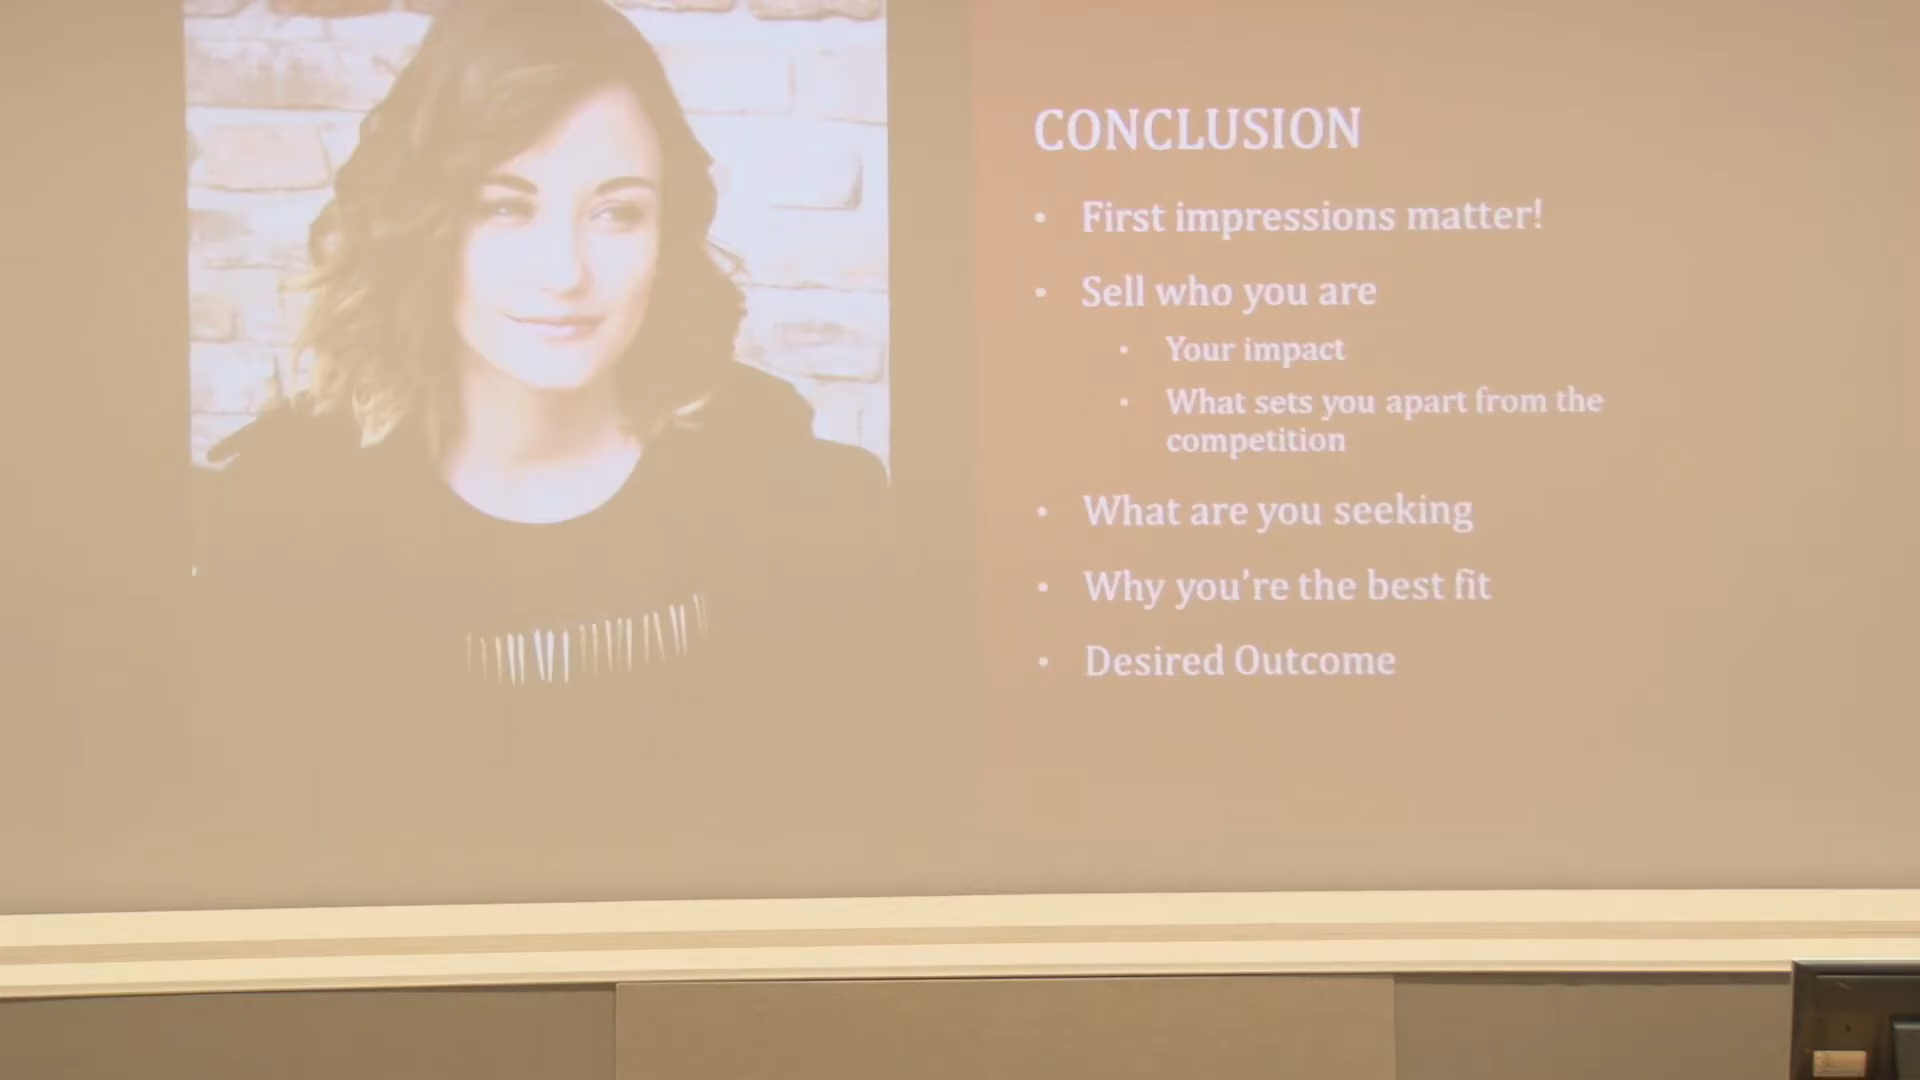 CONCLUSION
• First impressions matter!
• Sell who you are
• Your impact
• What sets you apart from the
competition
• What are you seeking
• Why you're the best fit
• Desired Outcome